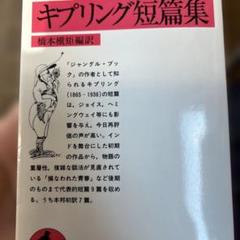 キプリング短篇集
橋本槇矩編訳
『ジャングル・ブッ
ク』の作者として知
られるキプリング
(1865-1936)の短篇
は，ジョイス，ヘミ
ングウェイ等にも影
響を与え，今日再評
価の声が高い．イン
ドを舞台にした初期
の作品から，物語の
重層性，複雑な話法が見直されて
いる「損なわれた青春」など後期
のものまで代表的短篇9篇を収め
る．うち本邦初訳7篇．